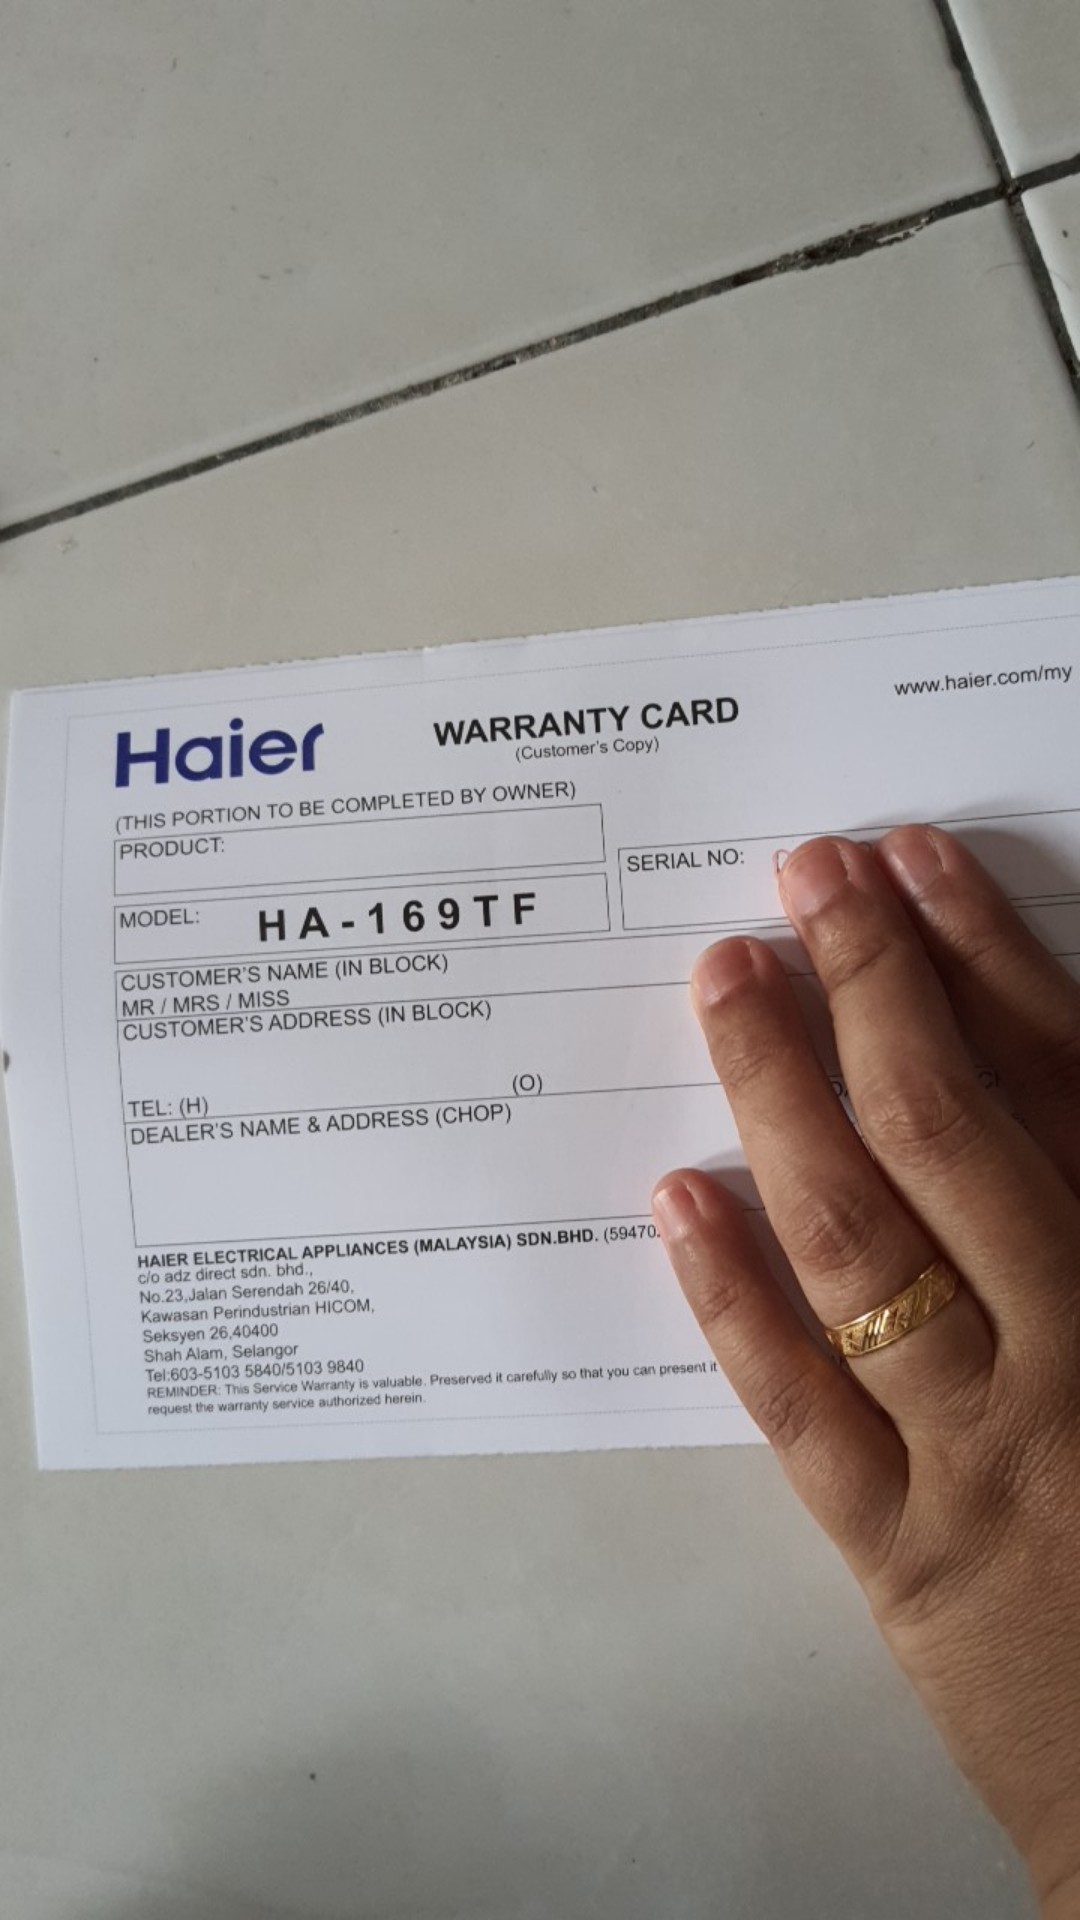 www.haier.com/my
Haier
WARRANTY CARD
(Customer's Copy)
(THIS PORTION TO BE COMPLETED BY OWNER)
PRODUCT:
SERIAL NO:
MODEL: HA-169TF
CUSTOMER'S NAME (IN BLOCK)
MR / MRS / MISS
CUSTOMER'S ADDRESS (IN BLOCK)
TEL: (H) (O)
DEALER'S NAME & ADDRESS (CHOP)
HAIER ELECTRICAL APPLIANCES (MALAYSIA) SDN.BHD. (59470
c/o adz direct sdn. bhd.,
No.23,Jalan Serendah 26/40,
Kawasan Perindustrian HICOM,
Seksyen 26,40400
Shah Alam, Selangor
Tel:603-5103 5840/5103 9840
REMINDER: This Service Warranty is valuable. Preserved it carefully so that you can present it
request the warranty service authorized herein.